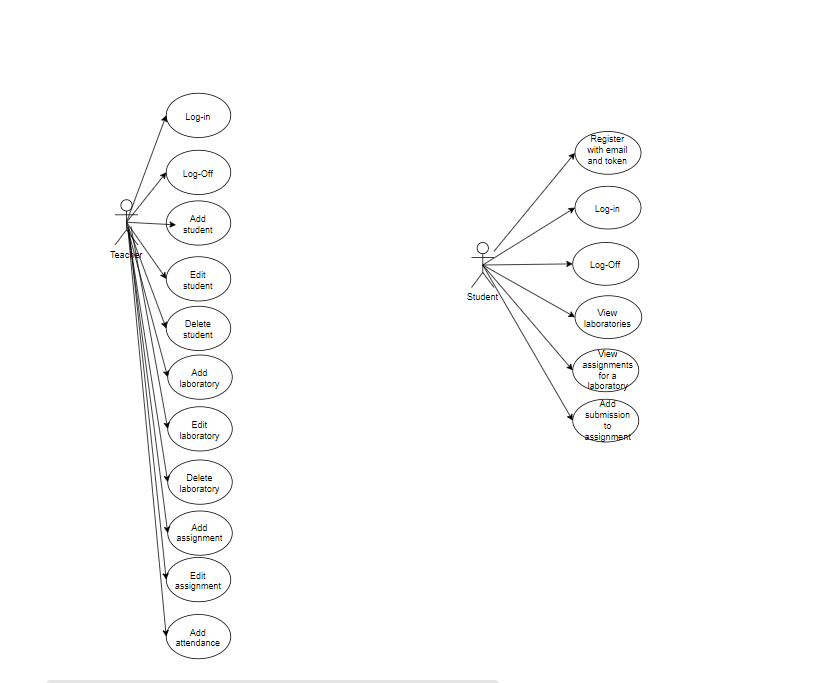 Log-in
Log-Off
Add
student
Teacher
Edit
student
Delete
student
Add
laboratory
Edit
laboratory
Delete
laboratory
Add
assignment
Edit
assignment
Add
attendance
Register
with email
and token
Log-in
Log-Off
Student
View
laboratories
View
assignments
for a
laboratory
Add
submission
to
assignment